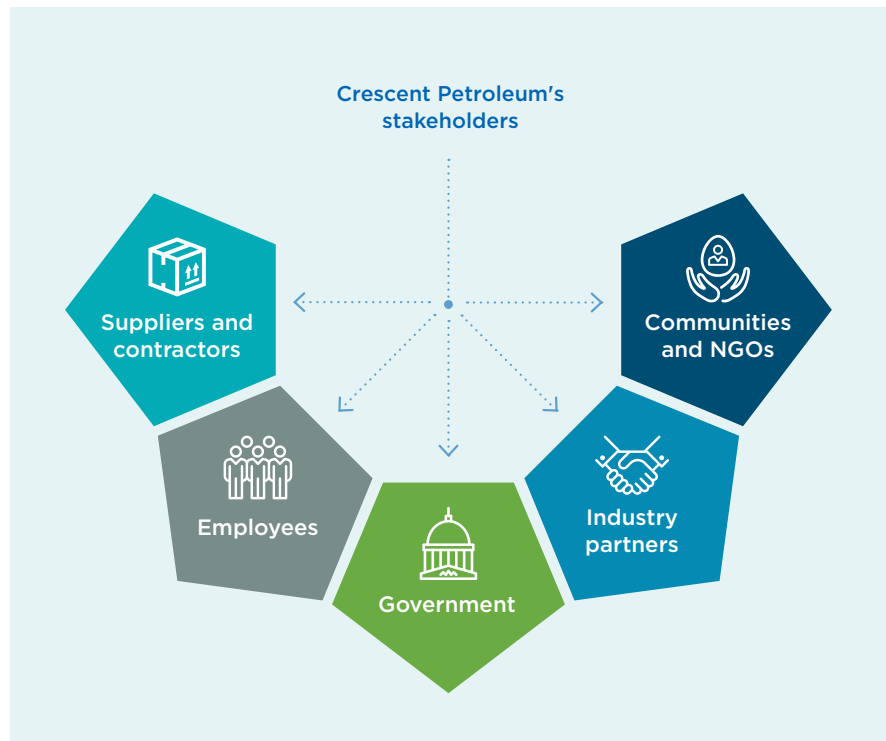 Crescent Petroleum's
stakeholders
Suppliers and
contractors
Communities
and NGOs
Employees
Industry
partners
Government